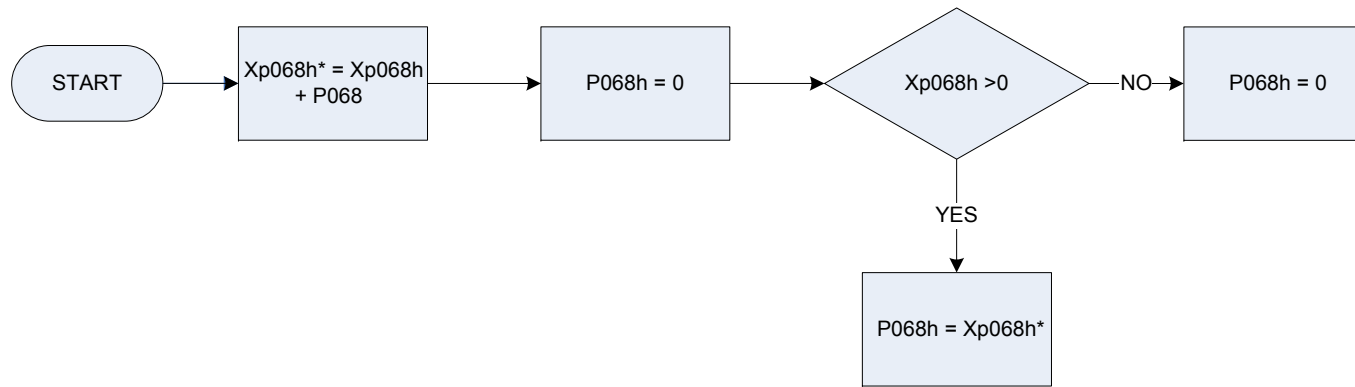 START
Xp068h* = Xp068h
+ P068
P068h = 0
Xp068h >0
NO
P068h = 0
YES
P068h = Xp068h*